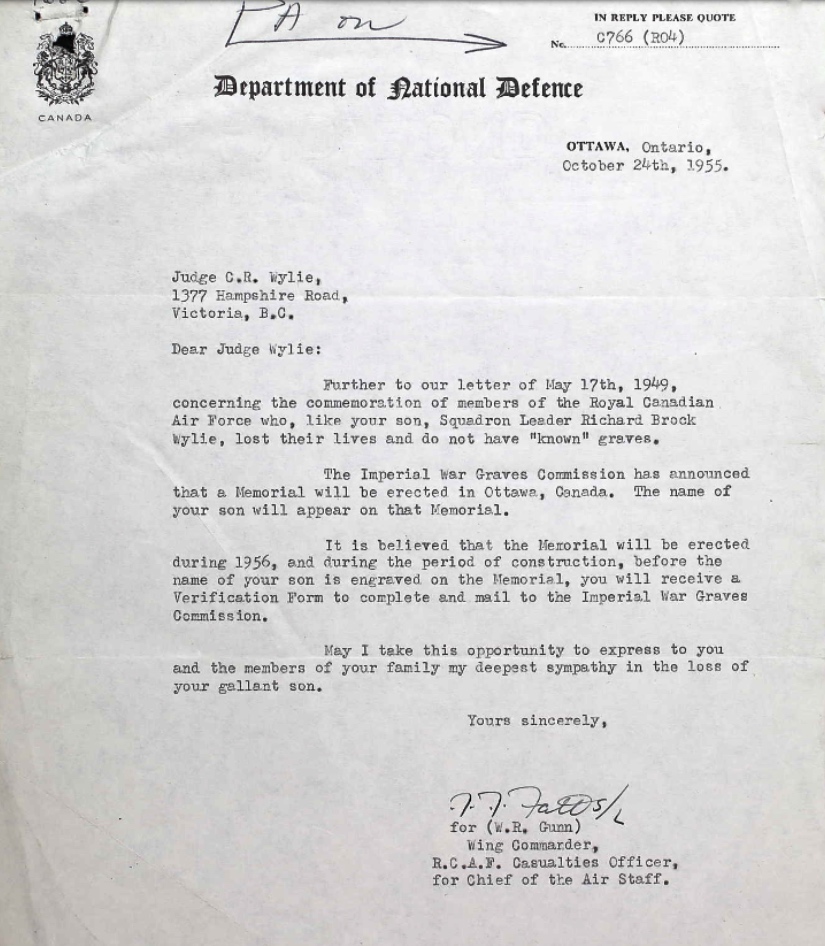 A on
IN REPLY PLEASE QUOTE
No. C766 (RO4)
CANADA
Department of National Defence
OTTAWA, Ontario,
October 24th, 1955.
Judge C.R. Wylie,
1377 Hampshire Road,
Victoria, B.C.
Dear Judge Wylie:
Further to our letter of May 17th, 1949,
concerning the commemoration of members of the Royal Canadian
Air Force who, like your son, Squadron Leader Richard Brock
Wylie, lost their lives and do not have "known" graves.
The Imperial War Graves Commission has announced
that a Memorial will be erected in Ottawa, Canada. The name of
your son will appear on that Memorial.
It is believed that the Memorial will be erected
during 1956, and during the period of construction, before the
name of your son is engraved on the Memorial, you will receive a
Verification Form to complete and mail to the Imperial War Graves
Commission.
May I take this opportunity to express to you
and the members of your family my deepest sympathy in the loss of
your gallant son.
Yours sincerely,
S/L
for (W.R. Gunn)
Wing Commander,
R.C.A.F. Casualties Officer,
for Chief of the Air Staff.